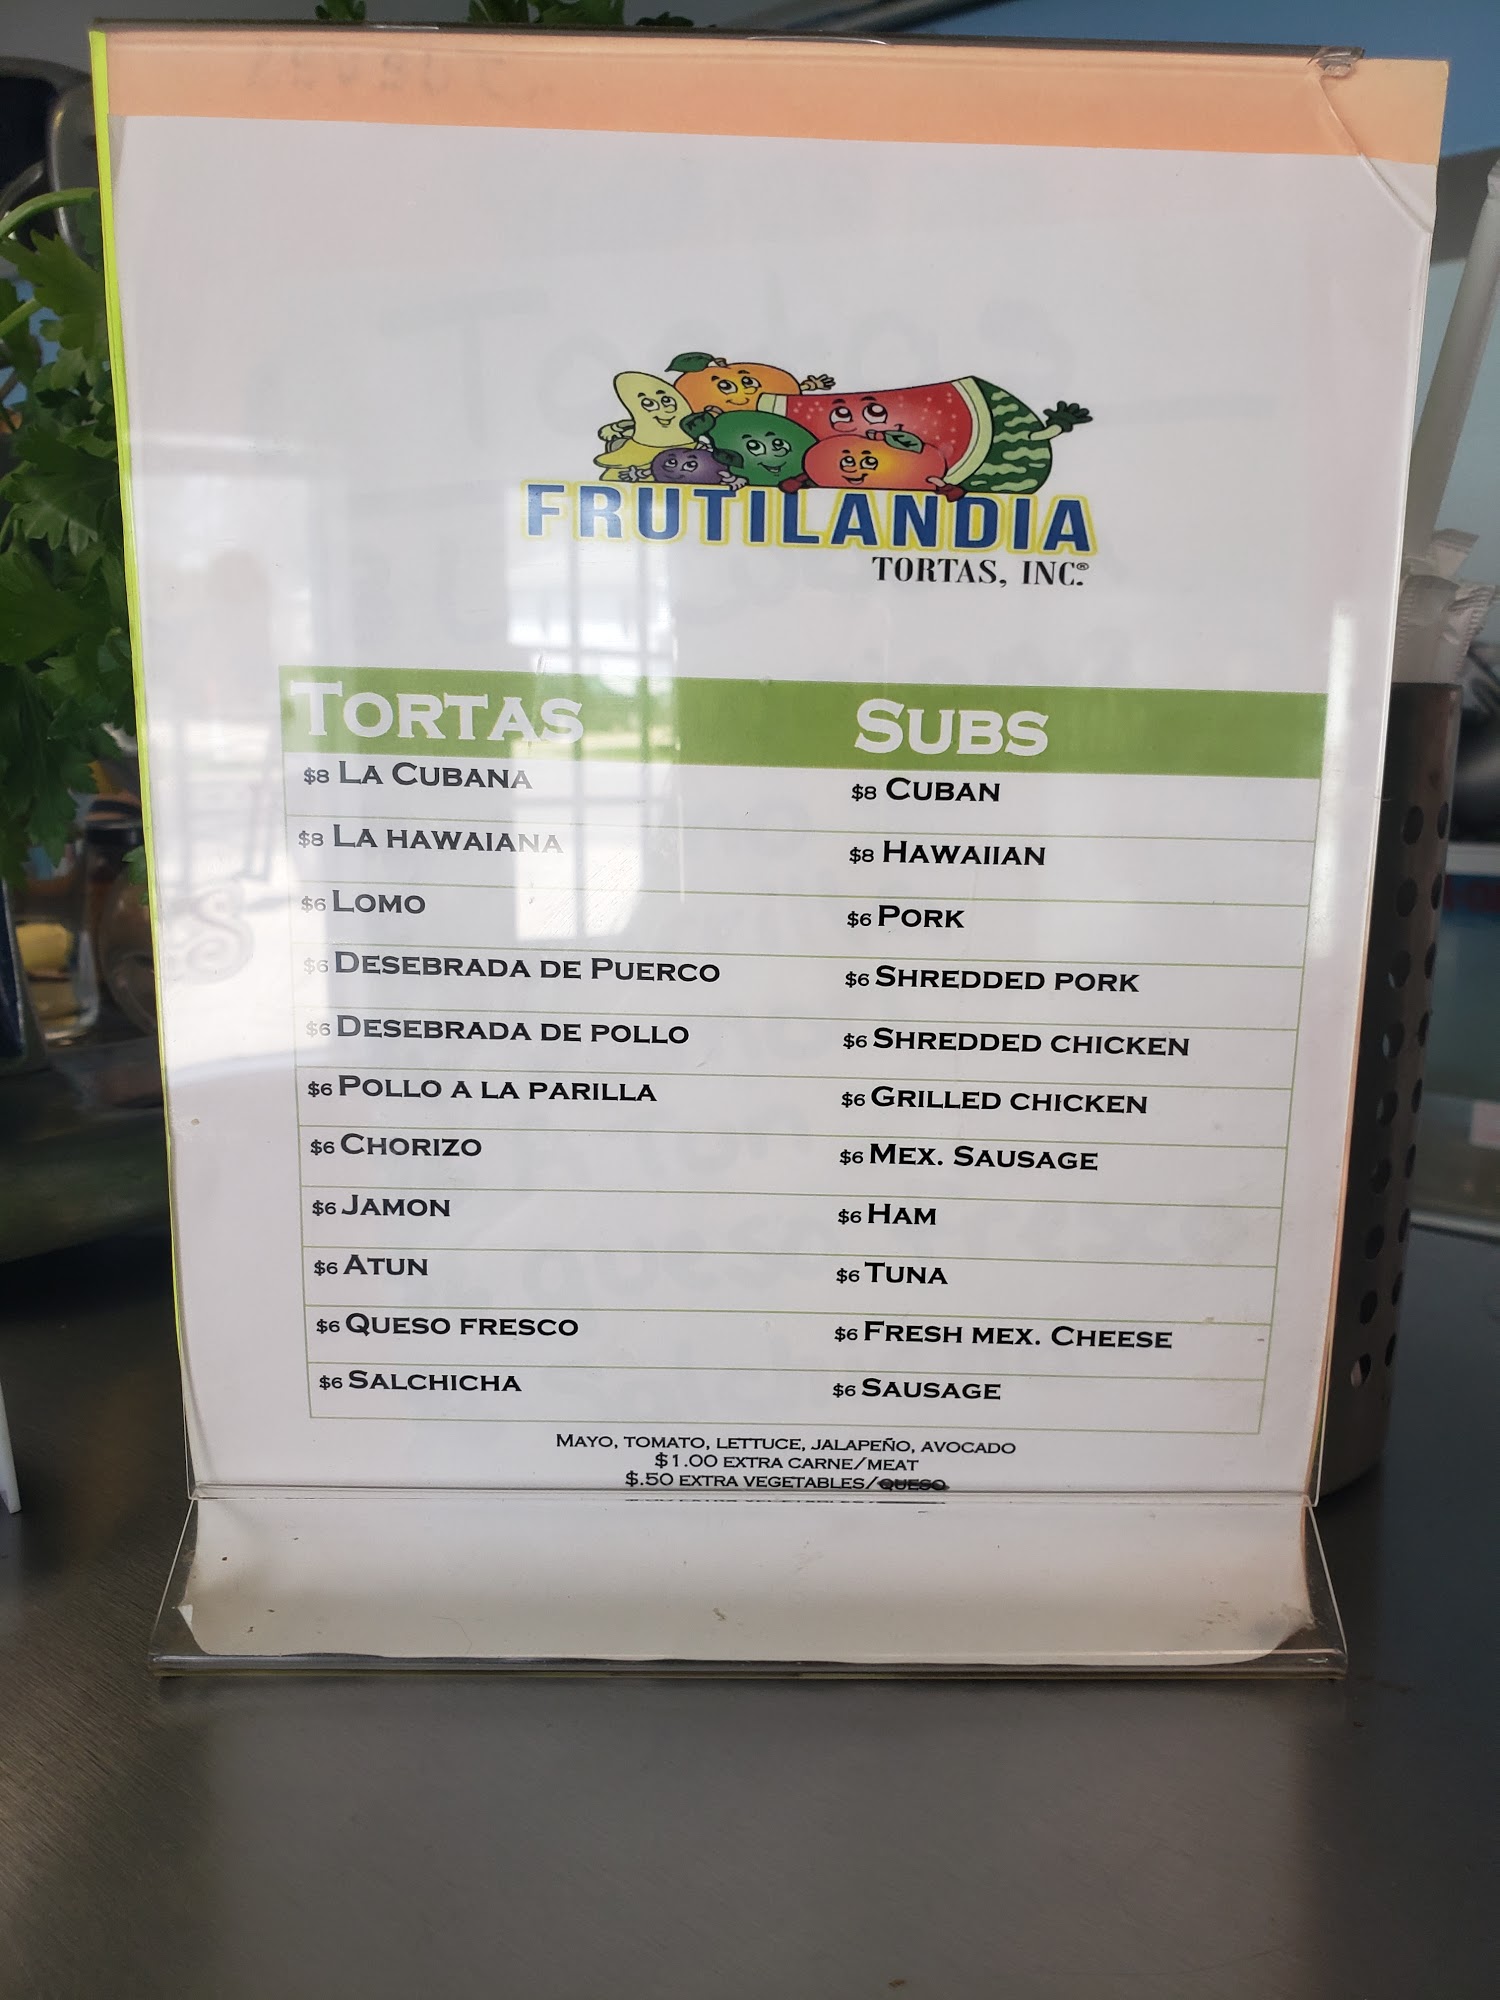 FRUTILANDIA
TORTAS, INC.®
TORTAS SUBS
$8 LA CUBANA $8 CUBAN
$8 LA HAWAIANA $8 HAWAIIAN
$6 LOMO $6 PORK
$6 DESEBRADA DE PUERCO $6 SHREDDED PORK
$6 DESEBRADA DE POLLO $6 SHREDDED CHICKEN
$6 POLLO A LA PARILLA $6 GRILLED CHICKEN
$6 CHORIZO $6 MEX. SAUSAGE
$6 JAMON $6 HAM
$6 ATUN $6 TUNA
$6 QUESO FRESCO $6 FRESH MEX. CHEESE
$6 SALCHICHA $6 SAUSAGE
MAYO, TOMATO, LETTUCE, JALAPEÑO, AVOCADO
$1.00 EXTRA CARNE/MEAT
$.50 EXTRA VEGETABLES/QUESO